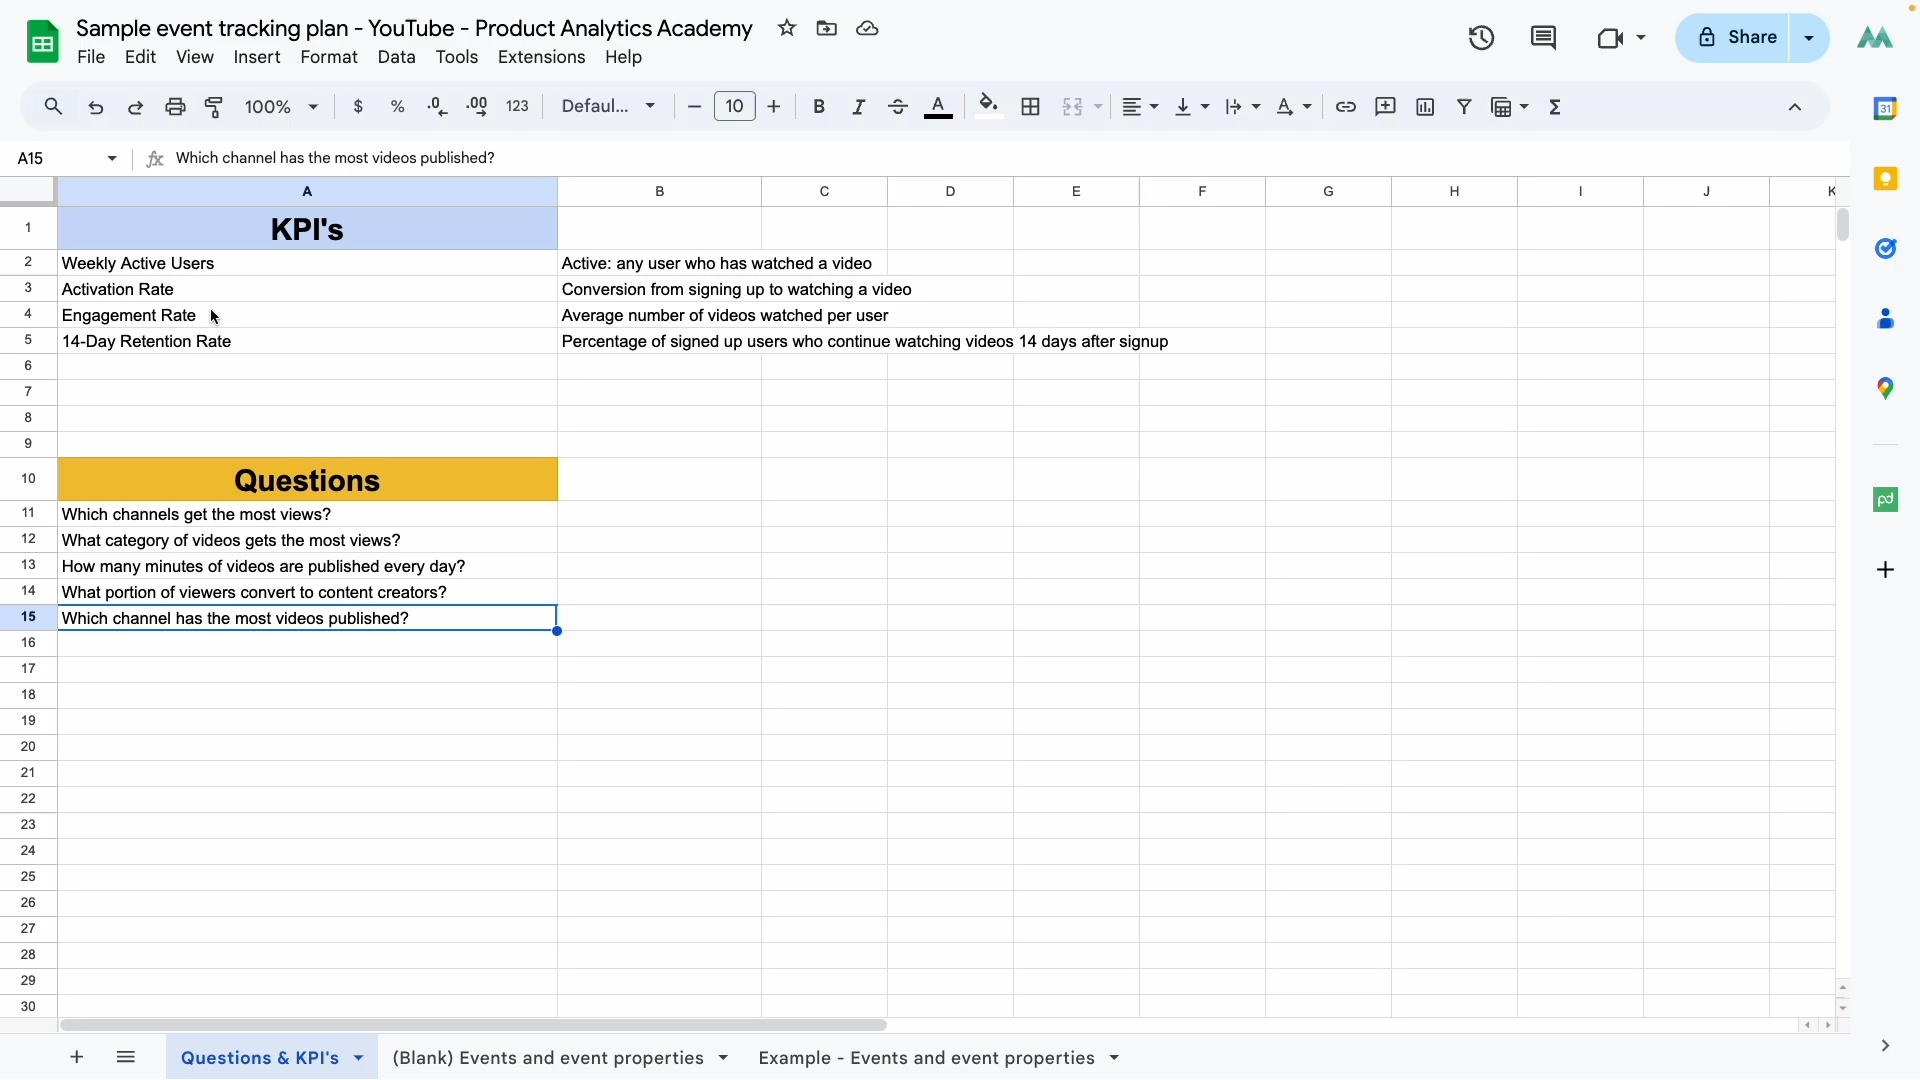 Sample event tracking plan - YouTube - Product Analytics Academy
File Edit View Insert Format Data Tools Extensions Help
Share
100% $ % .0 .00 123 Defaul... 10 B I A
31
A15 fx Which channel has the most videos published?
A B C D E F G H I J K
1 KPI's
2 Weekly Active Users Active: any user who has watched a video
3 Activation Rate Conversion from signing up to watching a video
4 Engagement Rate Average number of videos watched per user
5 14-Day Retention Rate Percentage of signed up users who continue watching videos 14 days after signup
6
7
8
9
10 Questions
11 Which channels get the most views?
12 What category of videos gets the most views?
13 How many minutes of videos are published every day?
14 What portion of viewers convert to content creators?
15 Which channel has the most videos published?
16
17
18
19
20
21
22
23
24
25
26
27
28
29
30
Questions & KPI's (Blank) Events and event properties Example - Events and event properties